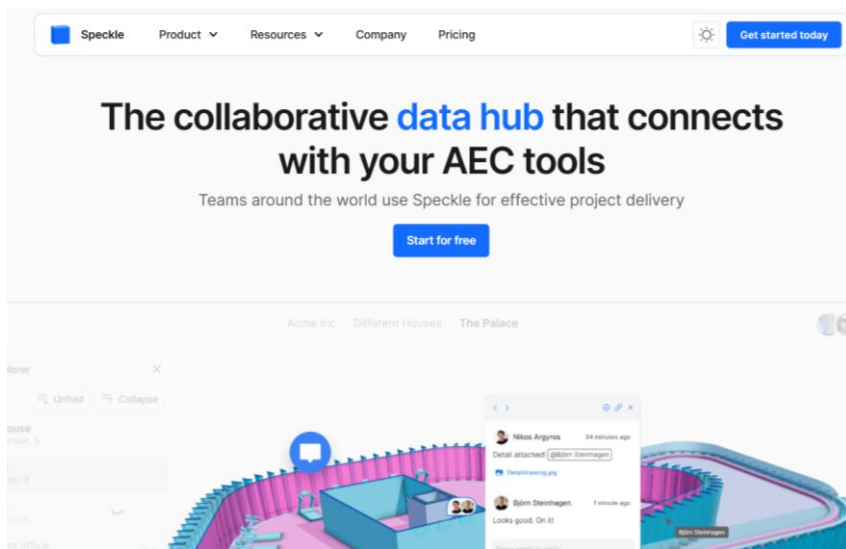 Speckle Product Resources Company Pricing Get started today
The collaborative data hub that connects
with your AEC tools
Teams around the world use Speckle for effective project delivery
Start for free
Acme Inc Different Houses The Palace
Unfold Collapse
Nikos Argyros 34 minutes ago
Detail attached! @Björn Steinhagen
Detaildrawing.jpg
Björn Steinhagen 1 minute ago
Looks good. On it!
Björn Steinhagen